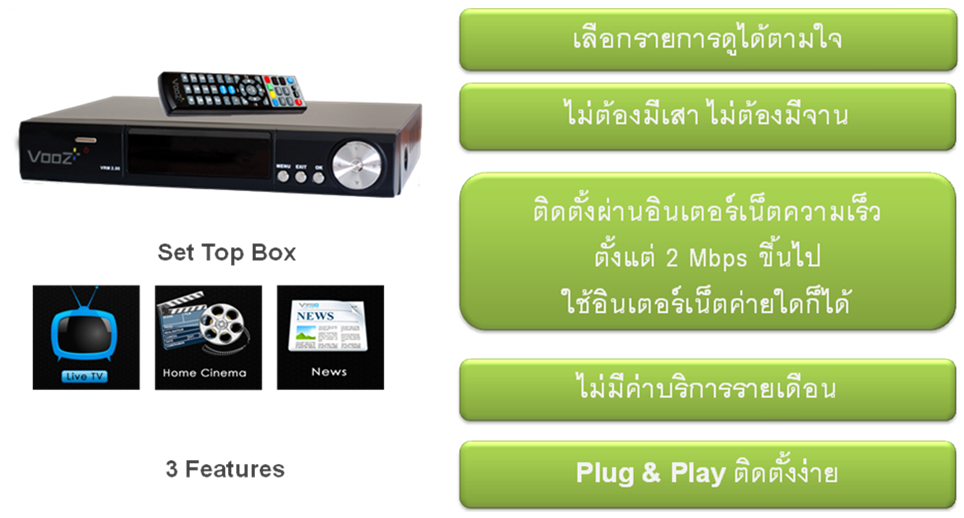 VOOZ
VOOZ
VRM 2.00
MENU EXIT OK
Set Top Box
Live TV
Home Cinema
NEWS
News
3 Features
เลือกรายการดูได้ตามใจ
ไม่ต้องมีเสา ไม่ต้องมีจาน
ติดตั้งผ่านอินเตอร์เน็ตความเร็ว
ตั้งแต่ 2 Mbps ขึ้นไป
ใช้อินเตอร์เน็ตค่ายใดก็ได้
ไม่มีค่าบริการรายเดือน
Plug & Play ติดตั้งง่าย